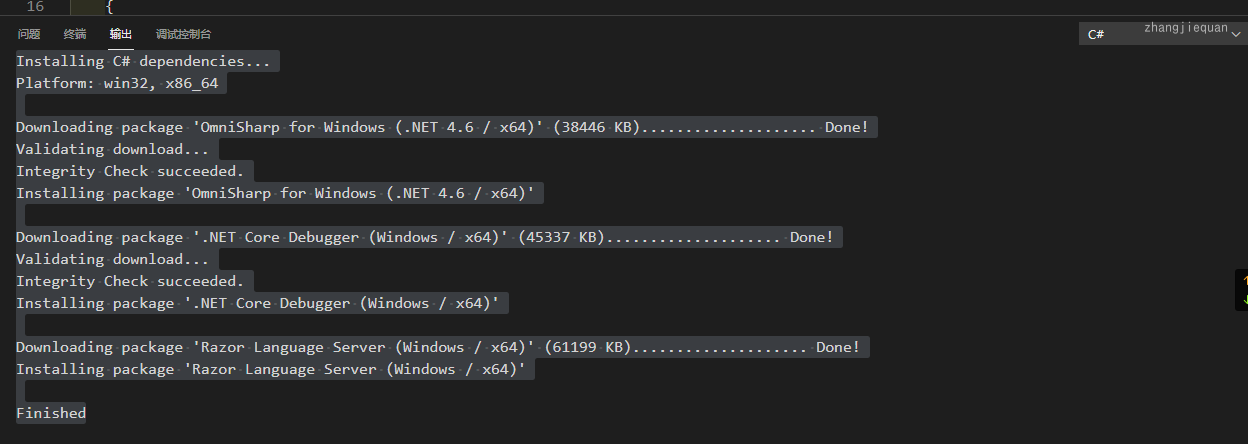 16 {
问题 终端 输出 调试控制台 C# zhangjiequan
Installing C# dependencies...
Platform: win32, x86_64
Downloading package 'OmniSharp for Windows (.NET 4.6 / x64)' (38446 KB).................... Done!
Validating download...
Integrity Check succeeded.
Installing package 'OmniSharp for Windows (.NET 4.6 / x64)'
Downloading package '.NET Core Debugger (Windows / x64)' (45337 KB).................... Done!
Validating download...
Integrity Check succeeded.
Installing package '.NET Core Debugger (Windows / x64)'
Downloading package 'Razor Language Server (Windows / x64)' (61199 KB).................... Done!
Installing package 'Razor Language Server (Windows / x64)'
Finished